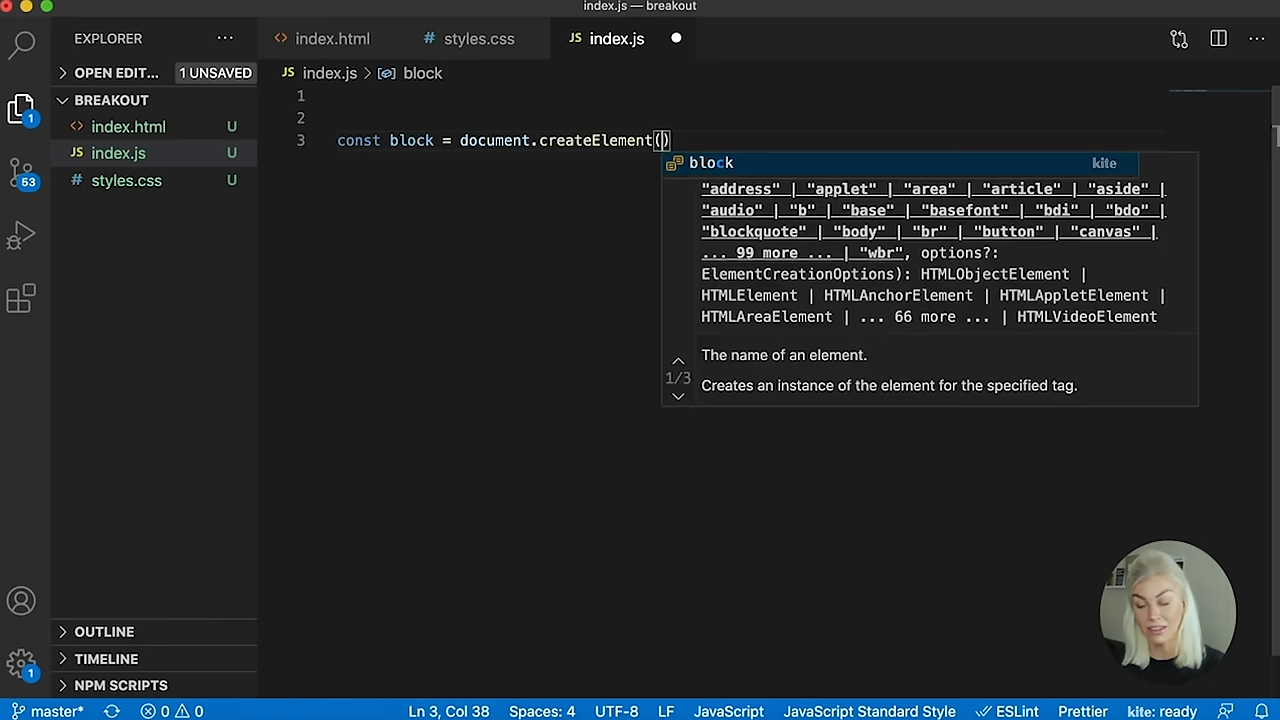 index.js — breakout
EXPLORER
index.html
styles.css
index.js
OPEN EDIT...
1 UNSAVED
index.js > block
BREAKOUT
index.html U
index.js U
styles.css U
1
2
3 const block = document.createElement()
block kite
"address" | "applet" | "area" | "article" | "aside" |
"audio" | "b" | "base" | "basefont" | "bdi" | "bdo" |
"blockquote" | "body" | "br" | "button" | "canvas" |
... 99 more ... | "wbr", options?:
ElementCreationOptions): HTMLObjectElement |
HTMLElement | HTMLAnchorElement | HTMLAppletElement |
HTMLAreaElement | ... 66 more ... | HTMLVideoElement
1/3
The name of an element.
Creates an instance of the element for the specified tag.
1
53
1
OUTLINE
TIMELINE
NPM SCRIPTS
master* 0 0 Ln 3, Col 38 Spaces: 4 UTF-8 LF JavaScript JavaScript Standard Style ESLint Prettier kite: ready